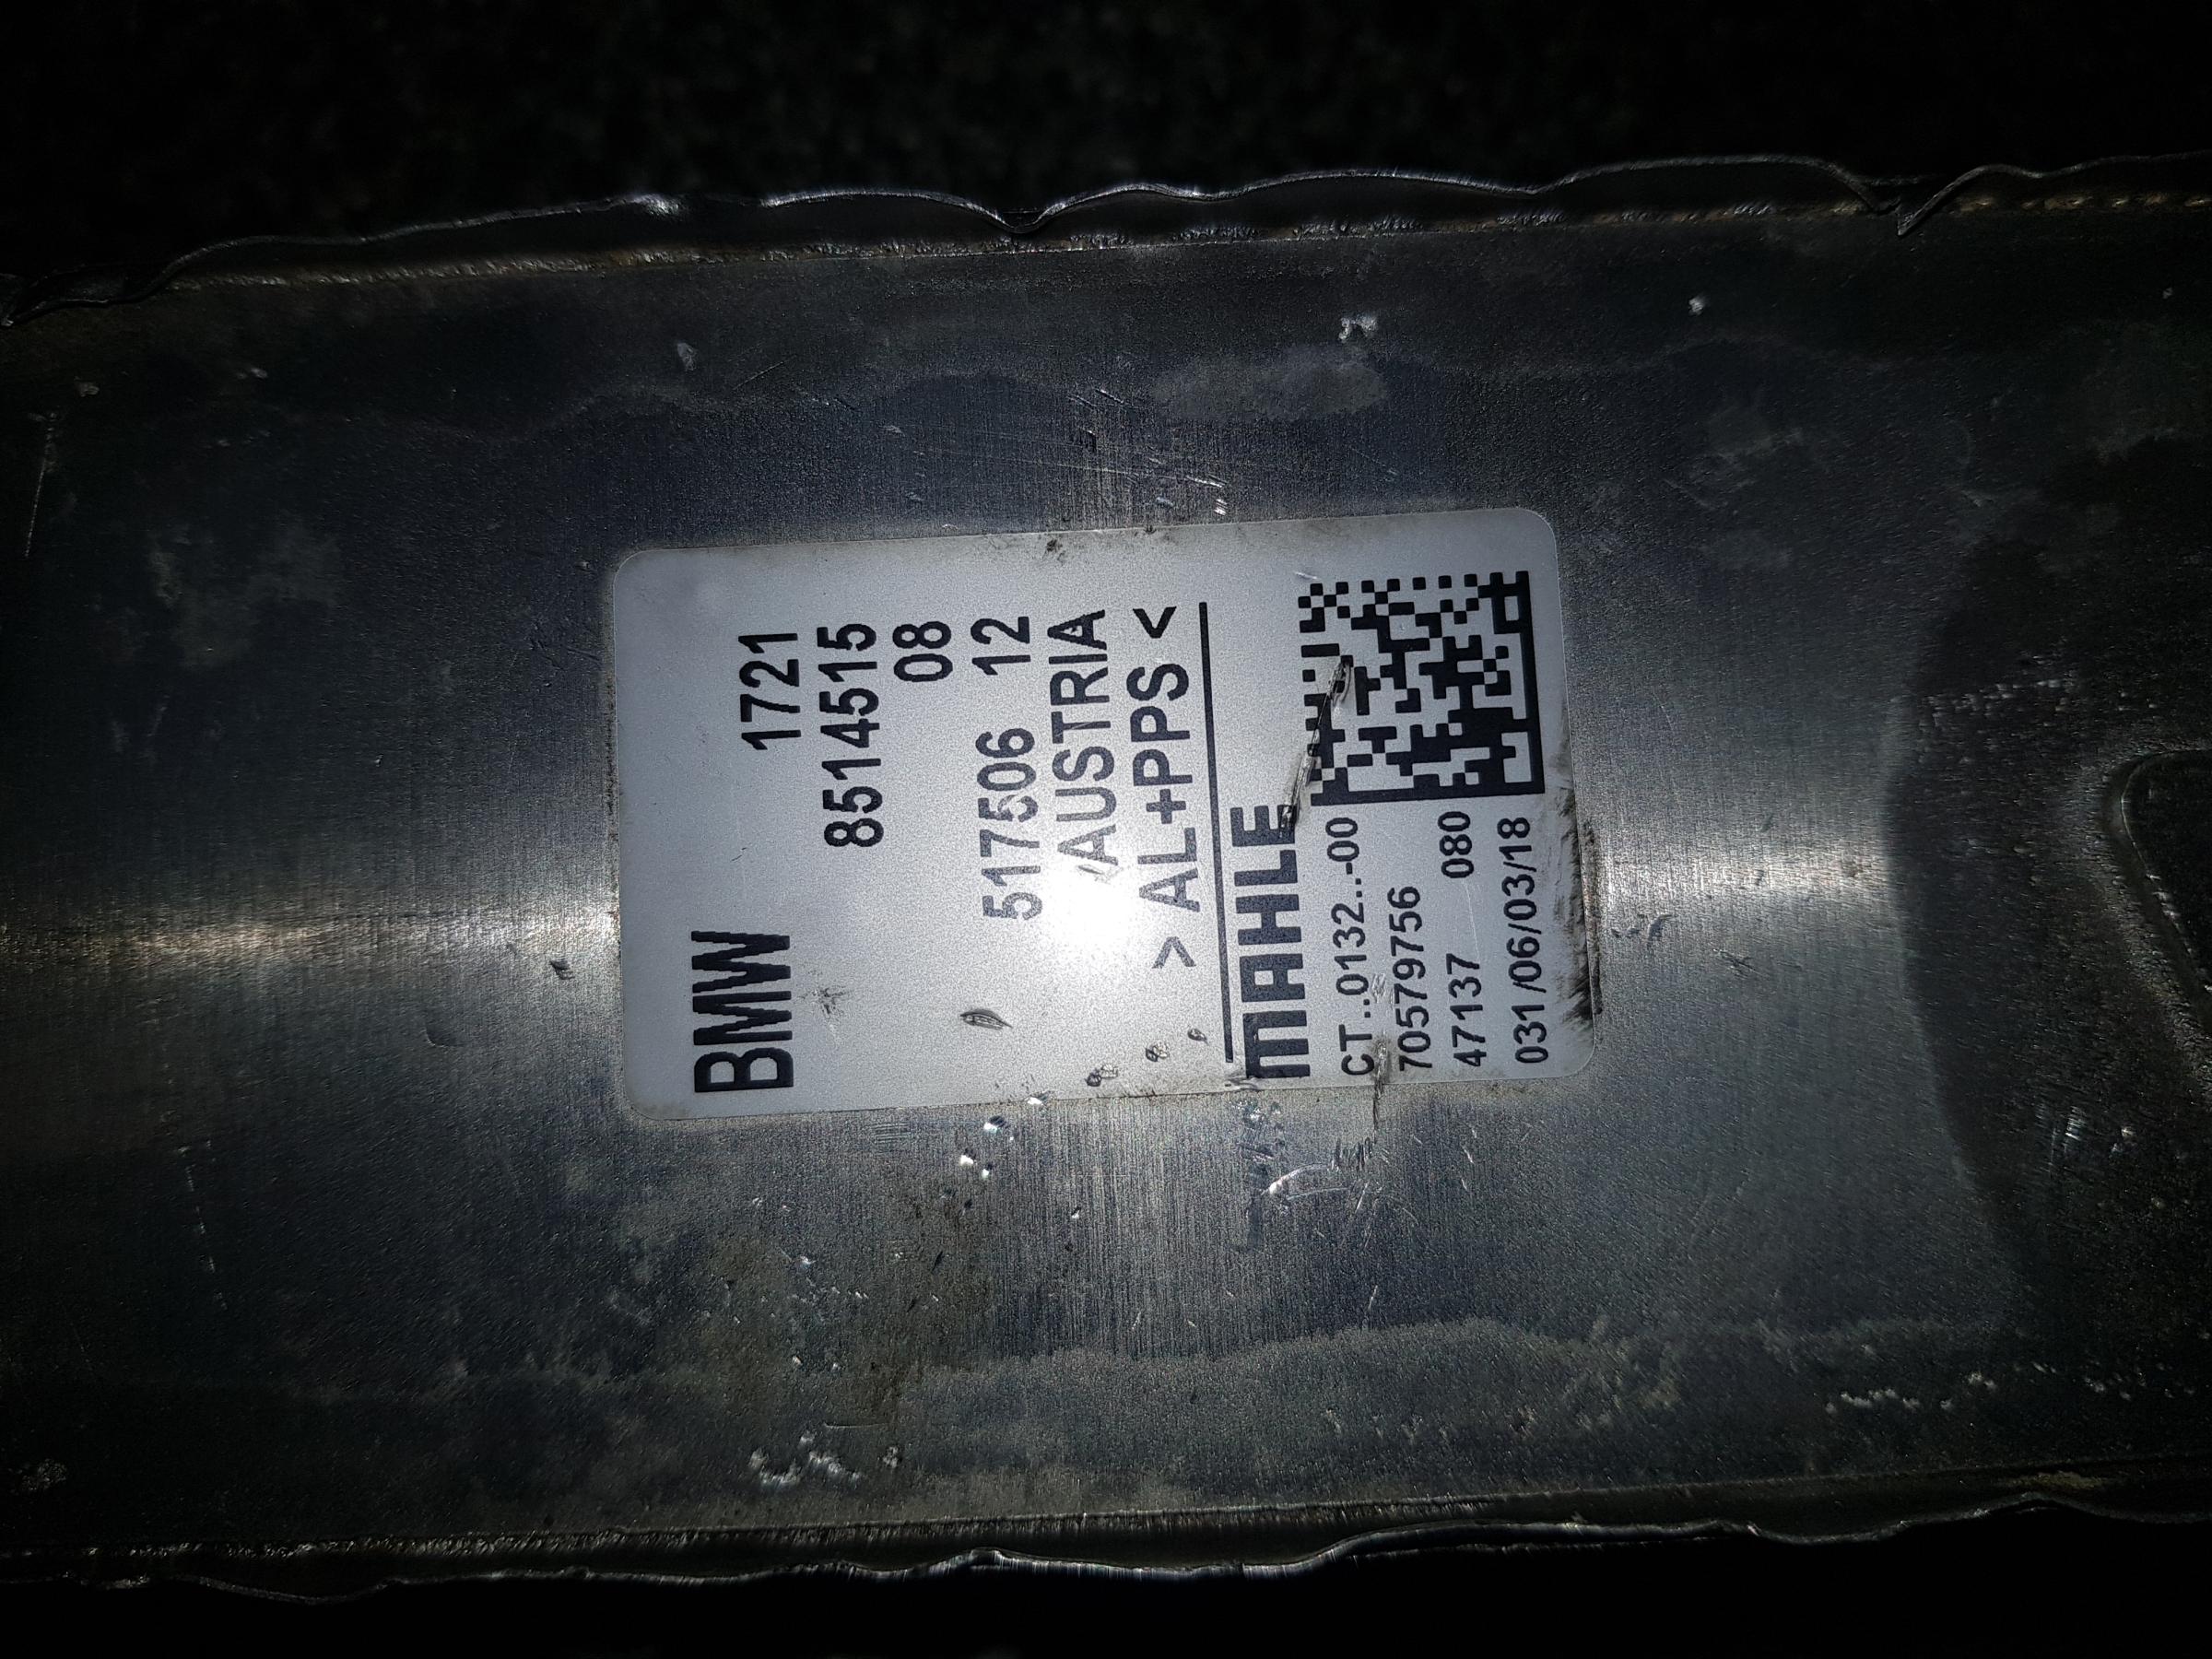 BMW 1721
8514515
08
517506 12
AUSTRIA
> AL+PPS <
MAHLE
CT..0132..-00
70579756
47137 080
031/06/03/18